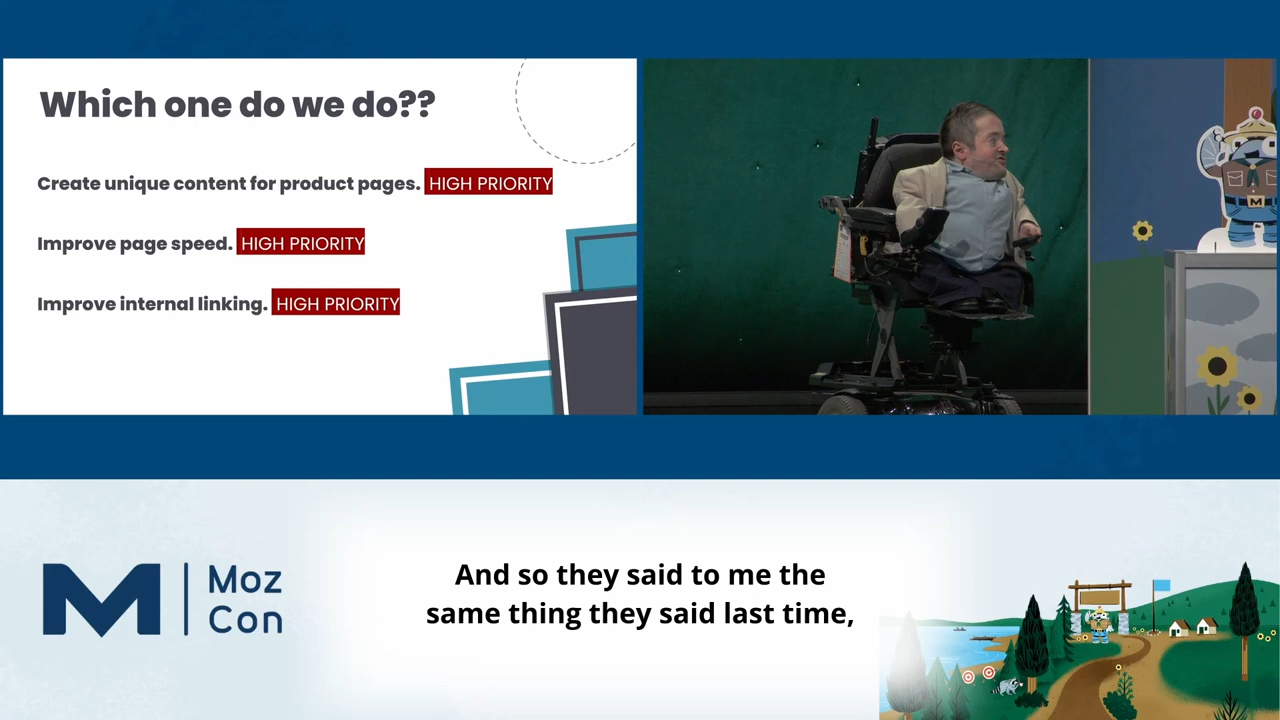 Which one do we do??
Create unique content for product pages. HIGH PRIORITY
Improve page speed. HIGH PRIORITY
Improve internal linking. HIGH PRIORITY
M
M
Moz
Con
And so they said to me the
same thing they said last time,